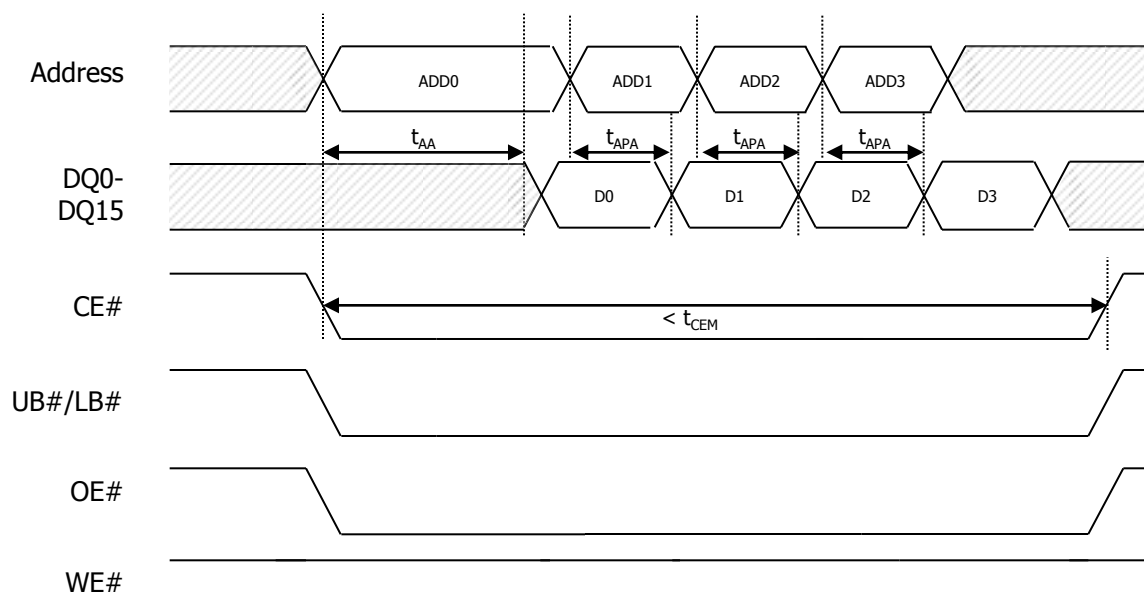 Address
ADD0 ADD1 ADD2 ADD3
tAA tAPA tAPA tAPA
DQ0-
DQ15
D0 D1 D2 D3
CE#
< tCEM
UB#/LB#
OE#
WE#